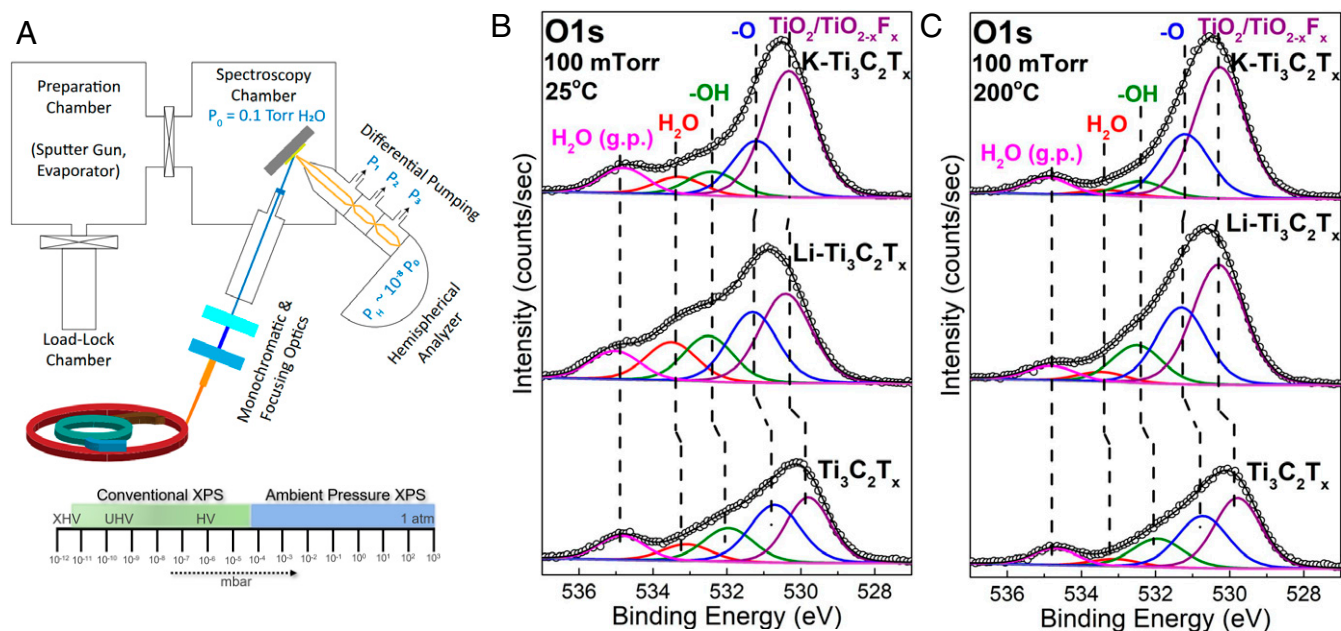 A
Preparation
Chamber
(Sputter Gun,
Evaporator)
Spectroscopy
Chamber
P₀ = 0.1 Torr H₂O
Differential Pumping
P₁
P₂
P₃
P_H ~ 10⁻⁸ P₀
Hemispherical
Analyzer
Load-Lock
Chamber
Monochromatic &
Focusing Optics
Conventional XPS
Ambient Pressure XPS
XHV
UHV
HV
1 atm
10⁻¹² 10⁻¹¹ 10⁻¹⁰ 10⁻⁹ 10⁻⁸ 10⁻⁷ 10⁻⁶ 10⁻⁵ 10⁻⁴ 10⁻³ 10⁻² 10⁻¹ 10⁰ 10¹ 10² 10³
mbar
B
O1s
100 mTorr
25°C
-O
TiO₂/TiO₂₋ₓFₓ
K-Ti₃C₂Tₓ
-OH
H₂O
H₂O (g.p.)
Li-Ti₃C₂Tₓ
Ti₃C₂Tₓ
Intensity (counts/sec)
536 534 532 530 528
Binding Energy (eV)
C
O1s
100 mTorr
200°C
-O
TiO₂/TiO₂₋ₓFₓ
K-Ti₃C₂Tₓ
-OH
H₂O
H₂O (g.p.)
Li-Ti₃C₂Tₓ
Ti₃C₂Tₓ
Intensity (counts/sec)
536 534 532 530 528
Binding Energy (eV)